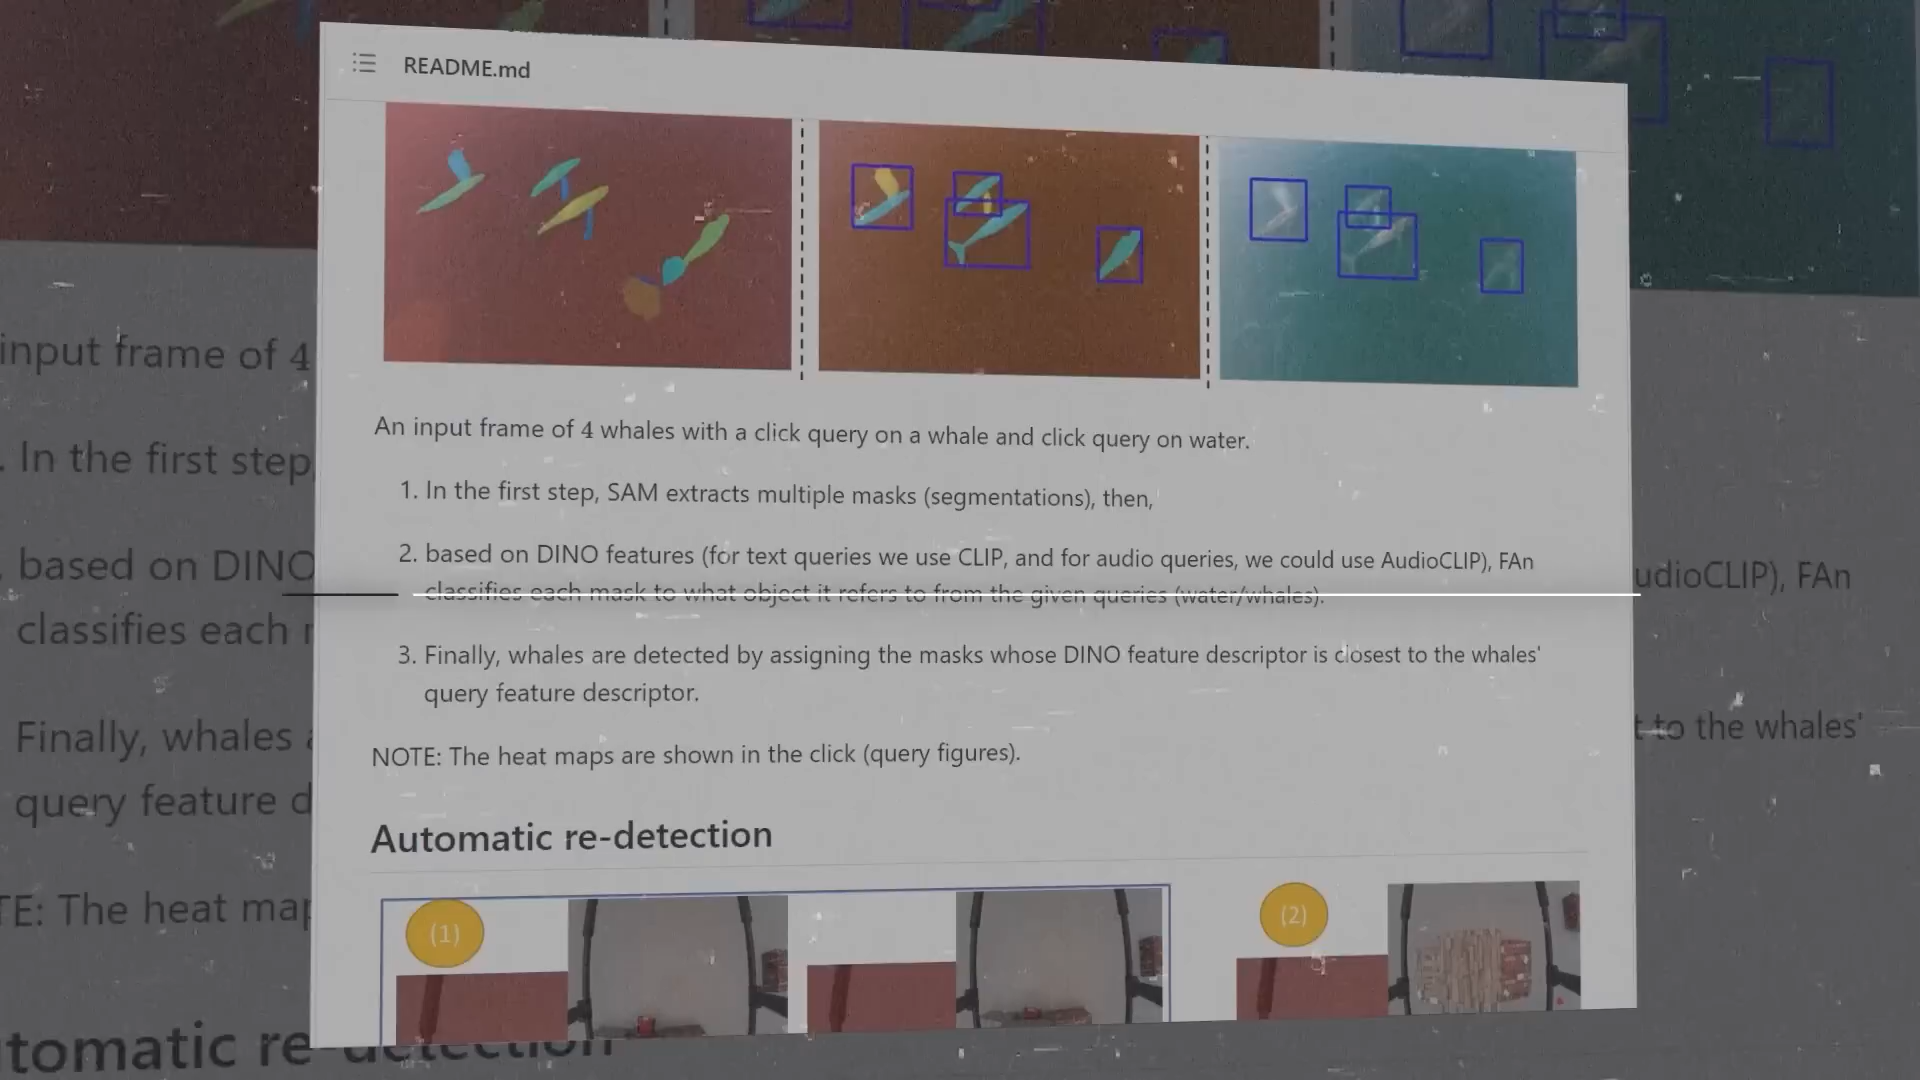 README.md
An input frame of 4 whales with a click query on a whale and click query on water.
1. In the first step, SAM extracts multiple masks (segmentations), then,
2. based on DINO features (for text queries we use CLIP, and for audio queries, we could use AudioCLIP), FAn
classifies each mask to what object it refers to from the given queries (water/whales).
3. Finally, whales are detected by assigning the masks whose DINO feature descriptor is closest to the whales'
query feature descriptor.
NOTE: The heat maps are shown in the click (query figures).
Automatic re-detection
(1)
(2)
input frame of 4
. In the first step
. based on DINO
udioCLIP), FAn
classifies each
Finally, whales
t to the whales'
query feature d
TE: The heat map
tomatic re-detection